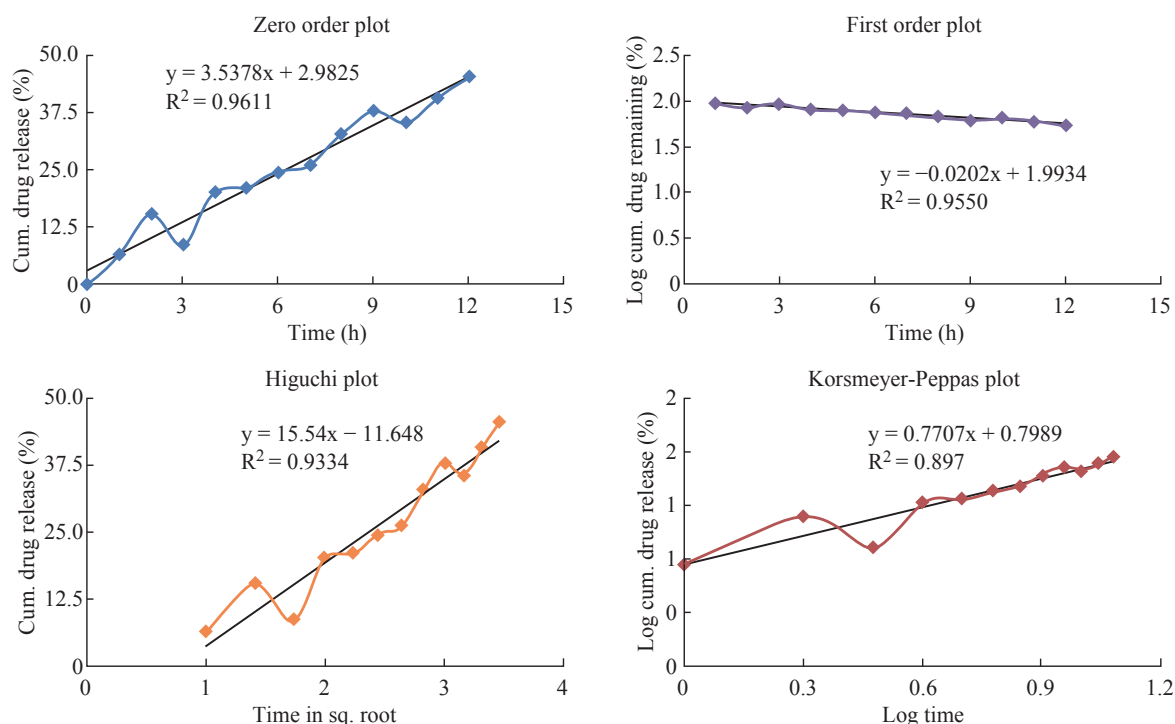 Zero order plot
50.0
37.5
25.0
12.5
0
y = 3.5378x + 2.9825
R² = 0.9611
Cum. drug release (%)
0 3 6 9 12 15
Time (h)
First order plot
2.5
2.0
1.5
1.0
0.5
0
y = −0.0202x + 1.9934
R² = 0.9550
Log cum. drug remaining (%)
0 3 6 9 12 15
Time (h)
Higuchi plot
50.0
37.5
25.0
12.5
0
y = 15.54x − 11.648
R² = 0.9334
Cum. drug release (%)
0 1 2 3 4
Time in sq. root
Korsmeyer-Peppas plot
2
2
1
1
0
0
y = 0.7707x + 0.7989
R² = 0.897
Log cum. drug release (%)
0 0.3 0.6 0.9 1.2
Log time